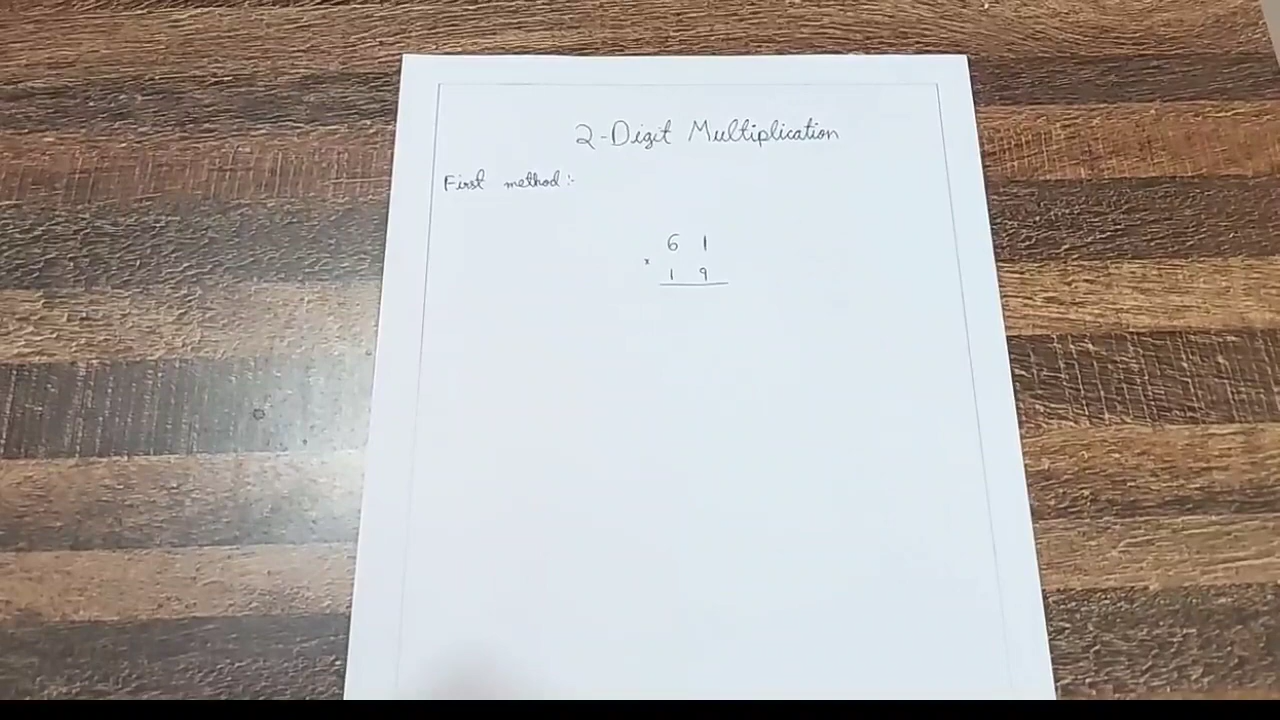 2-Digit Multiplication
First method :-
6 1
×
1 9